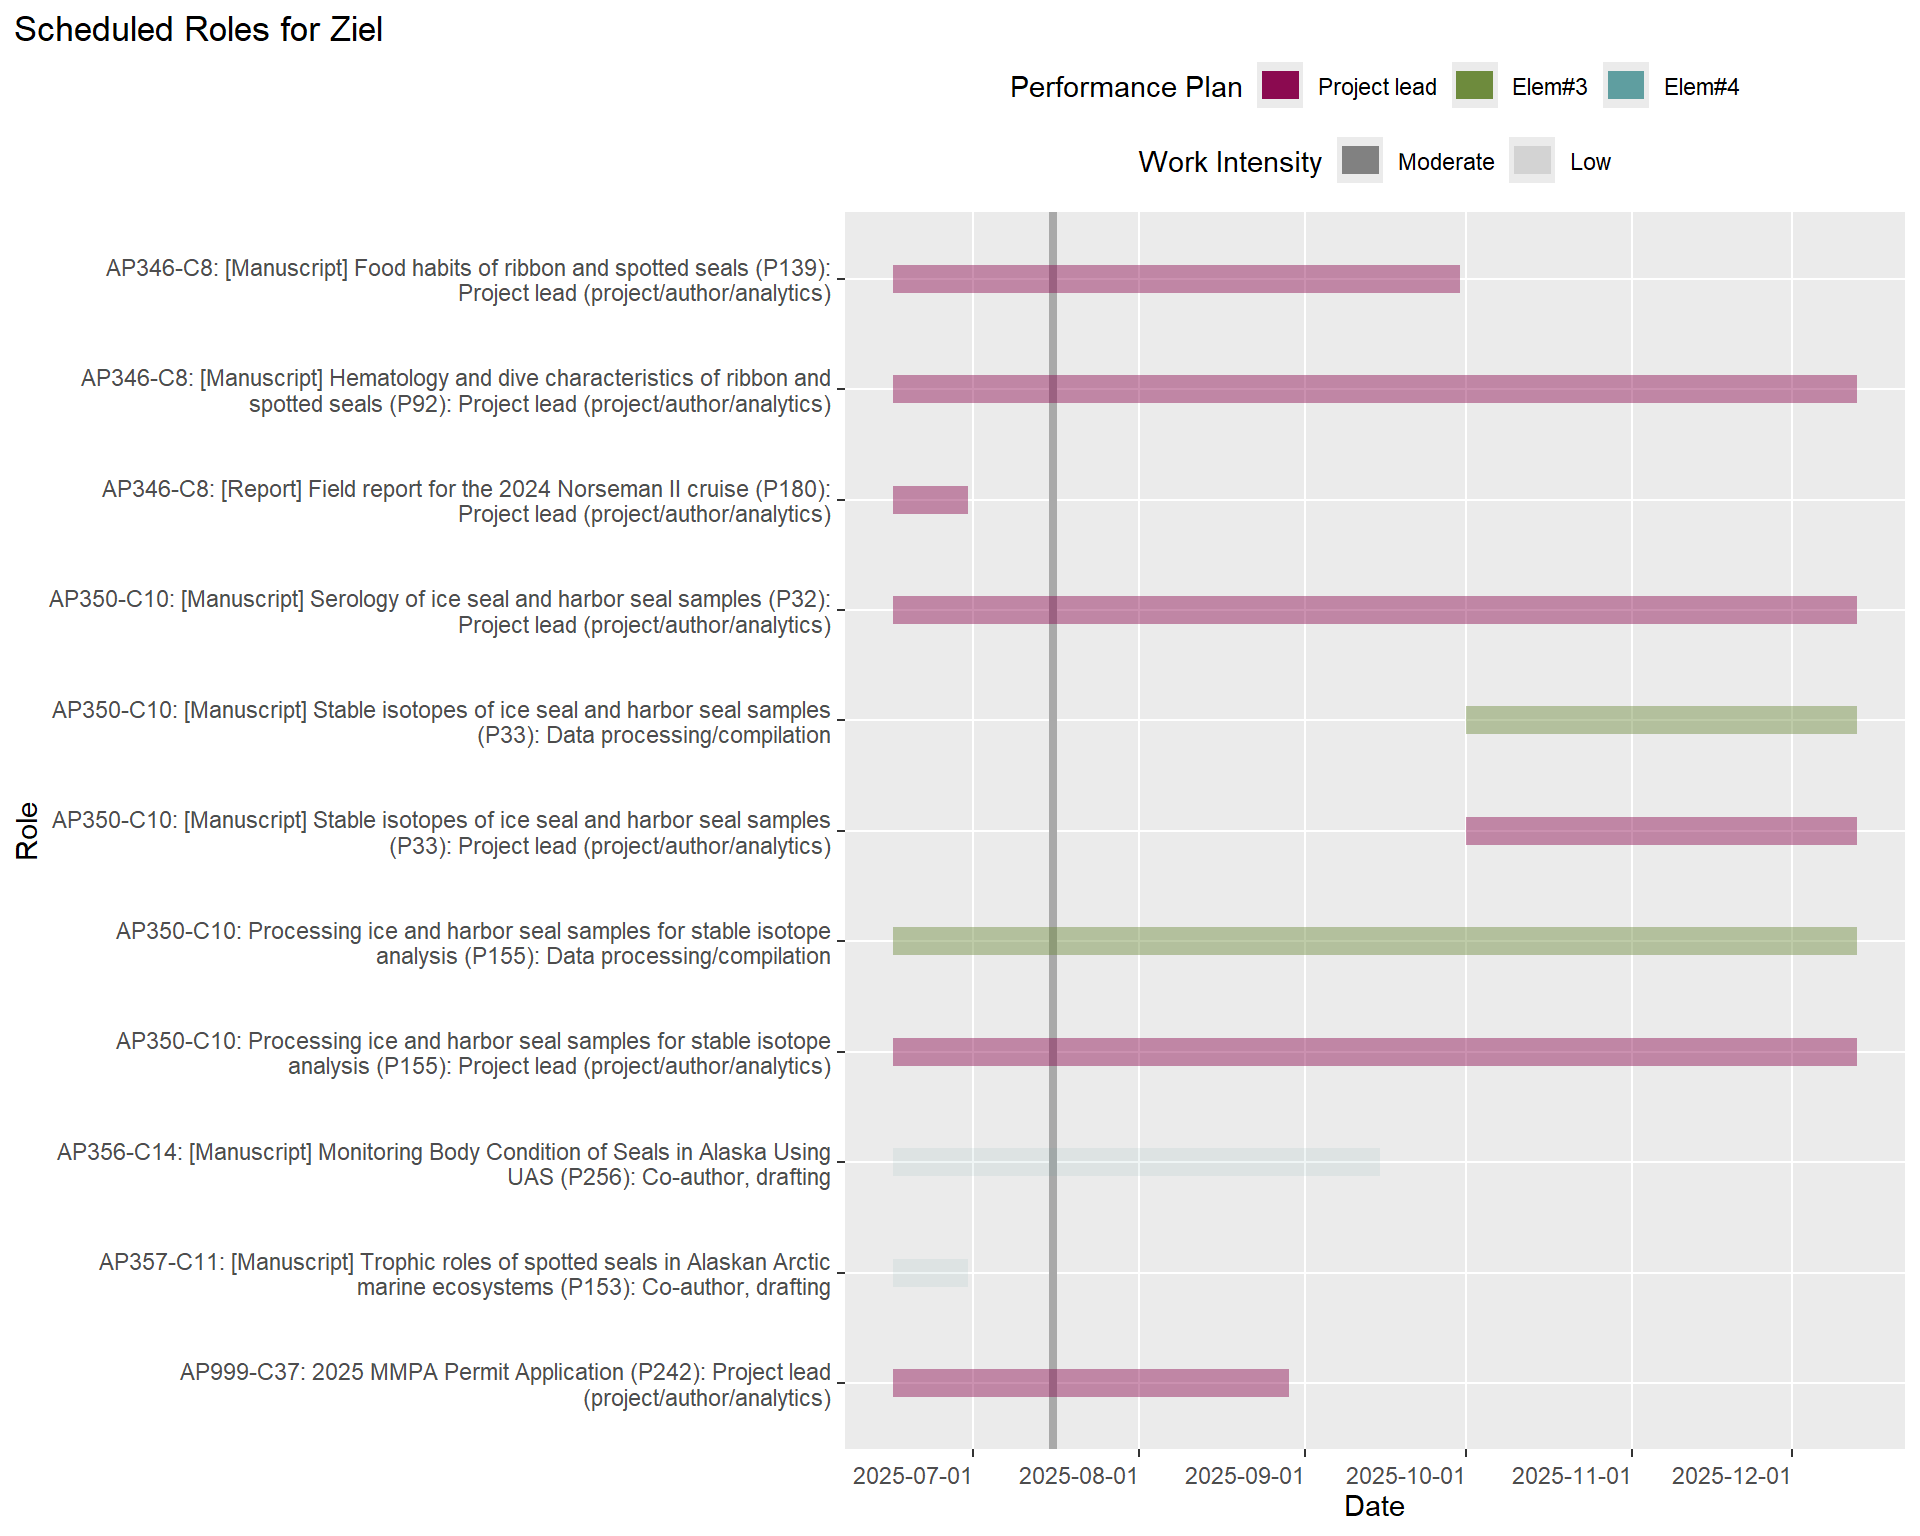 Scheduled Roles for Ziel
Performance Plan Project lead Elem#3 Elem#4
Work Intensity Moderate Low
AP346-C8: [Manuscript] Food habits of ribbon and spotted seals (P139):
Project lead (project/author/analytics)
AP346-C8: [Manuscript] Hematology and dive characteristics of ribbon and
spotted seals (P92): Project lead (project/author/analytics)
AP346-C8: [Report] Field report for the 2024 Norseman II cruise (P180):
Project lead (project/author/analytics)
AP350-C10: [Manuscript] Serology of ice seal and harbor seal samples (P32):
Project lead (project/author/analytics)
AP350-C10: [Manuscript] Stable isotopes of ice seal and harbor seal samples
(P33): Data processing/compilation
AP350-C10: [Manuscript] Stable isotopes of ice seal and harbor seal samples
(P33): Project lead (project/author/analytics)
AP350-C10: Processing ice and harbor seal samples for stable isotope
analysis (P155): Data processing/compilation
AP350-C10: Processing ice and harbor seal samples for stable isotope
analysis (P155): Project lead (project/author/analytics)
AP356-C14: [Manuscript] Monitoring Body Condition of Seals in Alaska Using
UAS (P256): Co-author, drafting
AP357-C11: [Manuscript] Trophic roles of spotted seals in Alaskan Arctic
marine ecosystems (P153): Co-author, drafting
AP999-C37: 2025 MMPA Permit Application (P242): Project lead
(project/author/analytics)
Role
2025-07-01 2025-08-01 2025-09-01 2025-10-01 2025-11-01 2025-12-01
Date